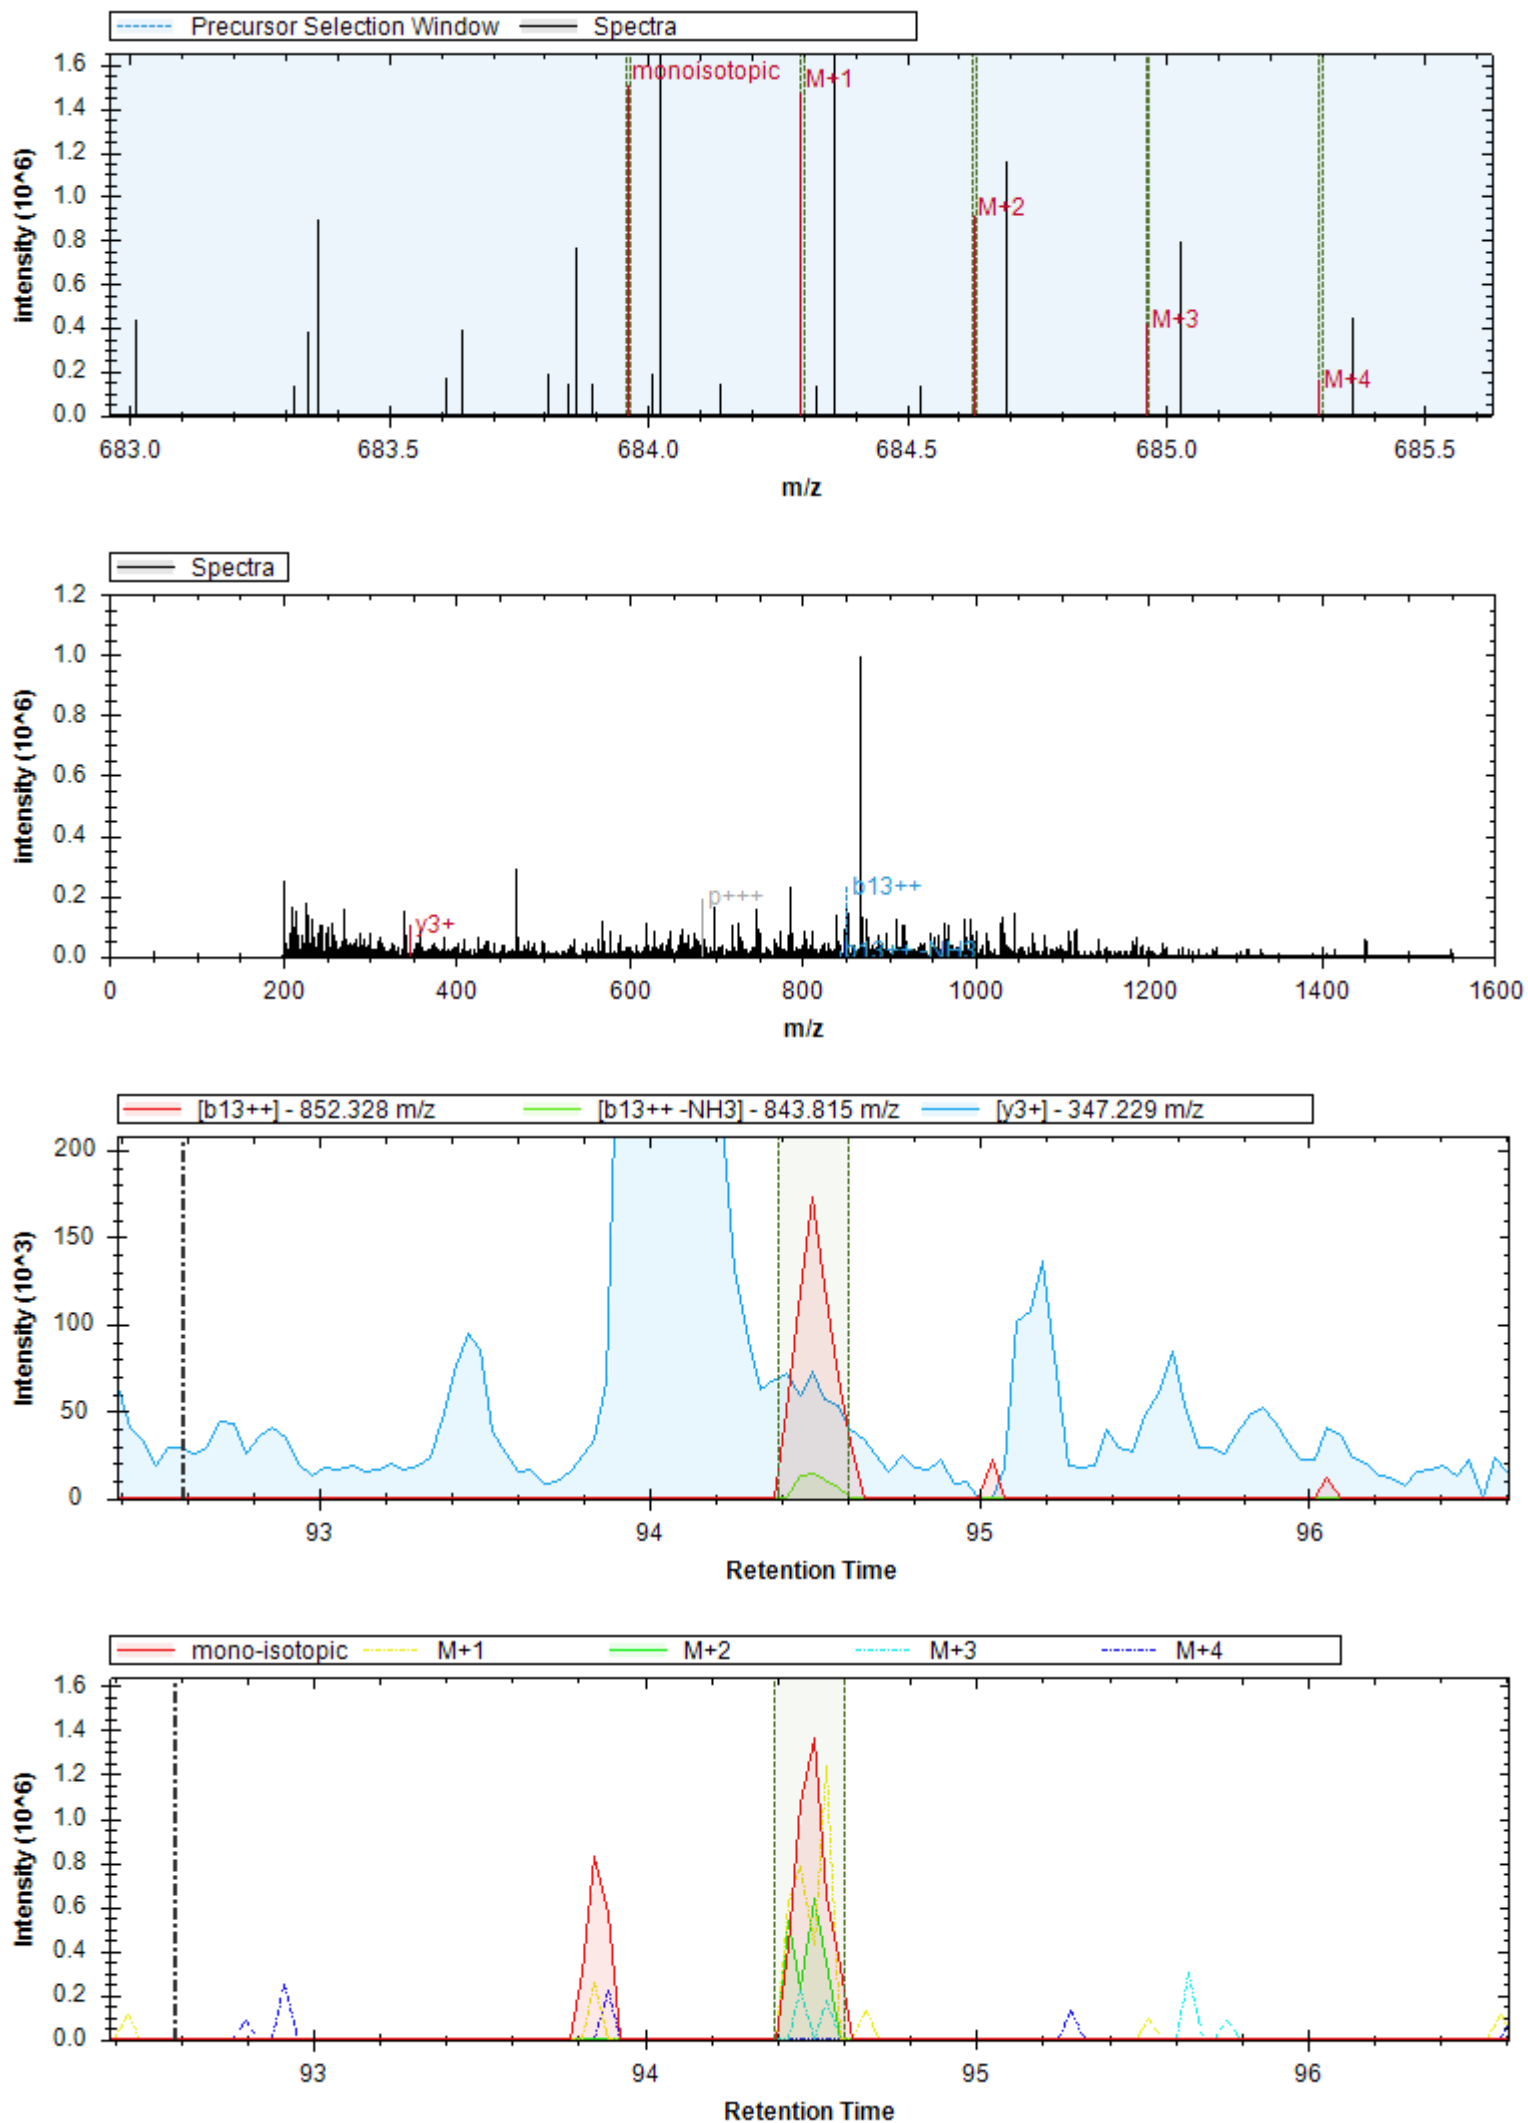 Precursor Selection Window Spectra
intensity (10^6)
1.6
1.4
1.2
1.0
0.8
0.6
0.4
0.2
0.0
monoisotopic
M+1
M+2
M+3
M+4
683.0 683.5 684.0 684.5 685.0 685.5
m/z
Spectra
intensity (10^6)
1.2
1.0
0.8
0.6
0.4
0.2
0.0
y3+
p+++
b13++
b13++ -NH3
0 200 400 600 800 1000 1200 1400 1600
m/z
[b13++] - 852.328 m/z [b13++ -NH3] - 843.815 m/z [y3+] - 347.229 m/z
Intensity (10^3)
200
150
100
50
0
93 94 95 96
Retention Time
mono-isotopic M+1 M+2 M+3 M+4
Intensity (10^6)
1.6
1.4
1.2
1.0
0.8
0.6
0.4
0.2
0.0
93 94 95 96
Retention Time